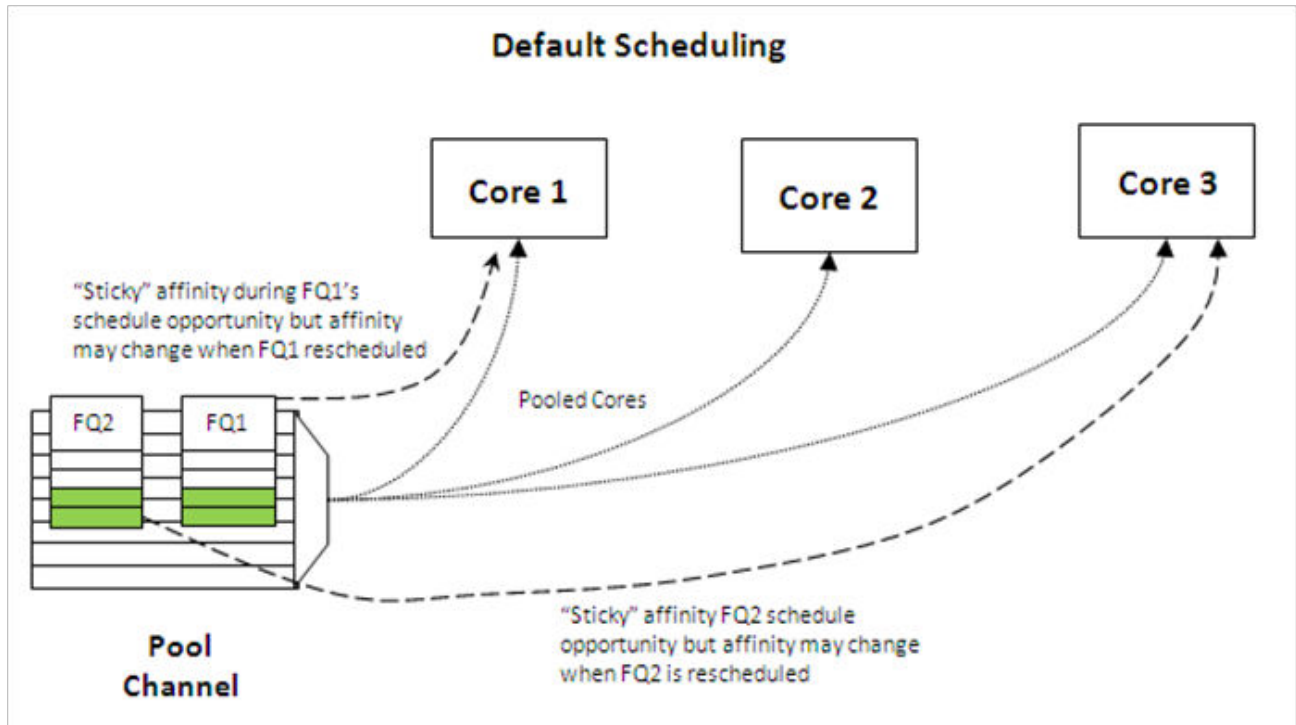 Default Scheduling
Core 1
Core 2
Core 3
“Sticky” affinity during FQ1’s
schedule opportunity but affinity
may change when FQ1 rescheduled
Pooled Cores
FQ2
FQ1
“Sticky” affinity FQ2 schedule
opportunity but affinity may change
when FQ2 is rescheduled
Pool
Channel